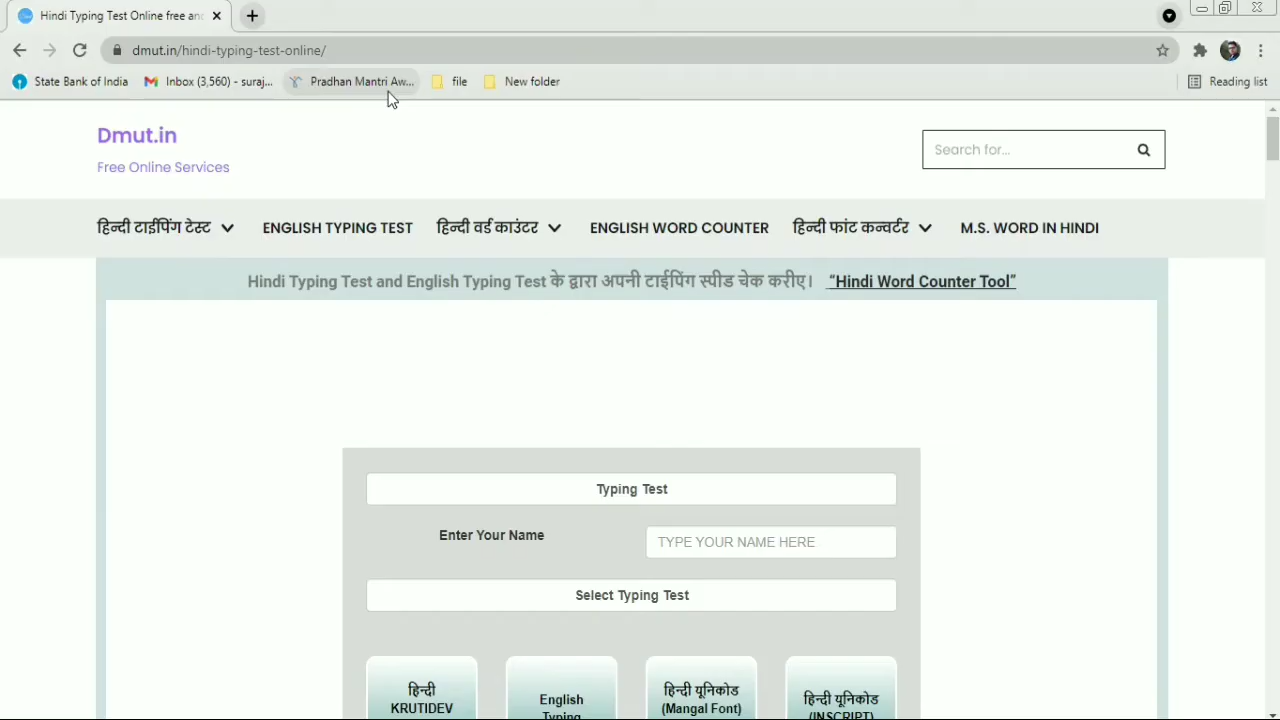 Hindi Typing Test Online free anc
dmut.in/hindi-typing-test-online/
State Bank of India Inbox (3,560) - suraj... Pradhan Mantri Aw... file New folder Reading list
Dmut.in
Free Online Services
Search for...
हिन्दी टाईपिंग टेस्ट ENGLISH TYPING TEST हिन्दी वर्ड काउंटर ENGLISH WORD COUNTER हिन्दी फांट कन्वर्टर M.S. WORD IN HINDI
Hindi Typing Test and English Typing Test के द्वारा अपनी टाईपिंग स्पीड चेक करीए। “Hindi Word Counter Tool”
Typing Test
Enter Your Name TYPE YOUR NAME HERE
Select Typing Test
हिन्दी
KRUTIDEV
English
Typing
हिन्दी यूनिकोड
(Mangal Font)
हिन्दी यूनिकोड
(INSCRIPT)